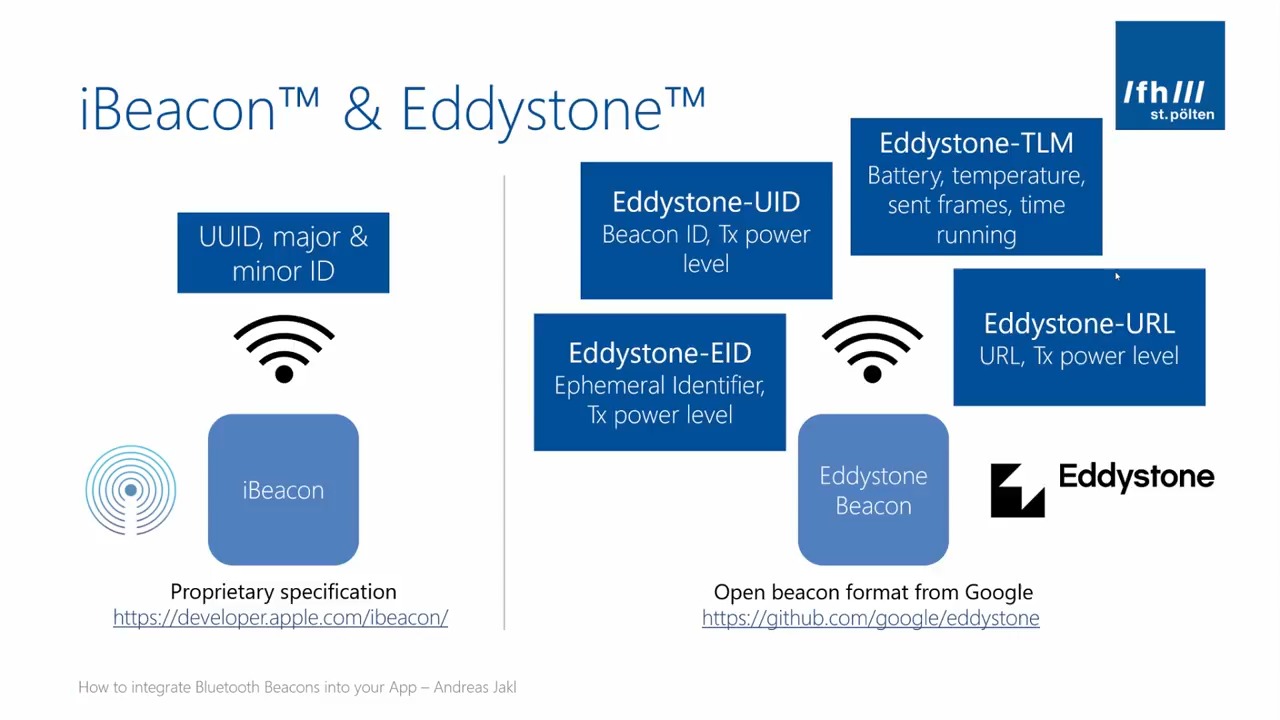 iBeacon™ & Eddystone™
/fh///
st.pölten
UUID, major &
minor ID
iBeacon
Proprietary specification
https://developer.apple.com/ibeacon/
Eddystone-UID
Beacon ID, Tx power
level
Eddystone-TLM
Battery, temperature,
sent frames, time
running
Eddystone-EID
Ephemeral Identifier,
Tx power level
Eddystone-URL
URL, Tx power level
Eddystone
Beacon
Eddystone
Open beacon format from Google
https://github.com/google/eddystone
How to integrate Bluetooth Beacons into your App – Andreas Jakl